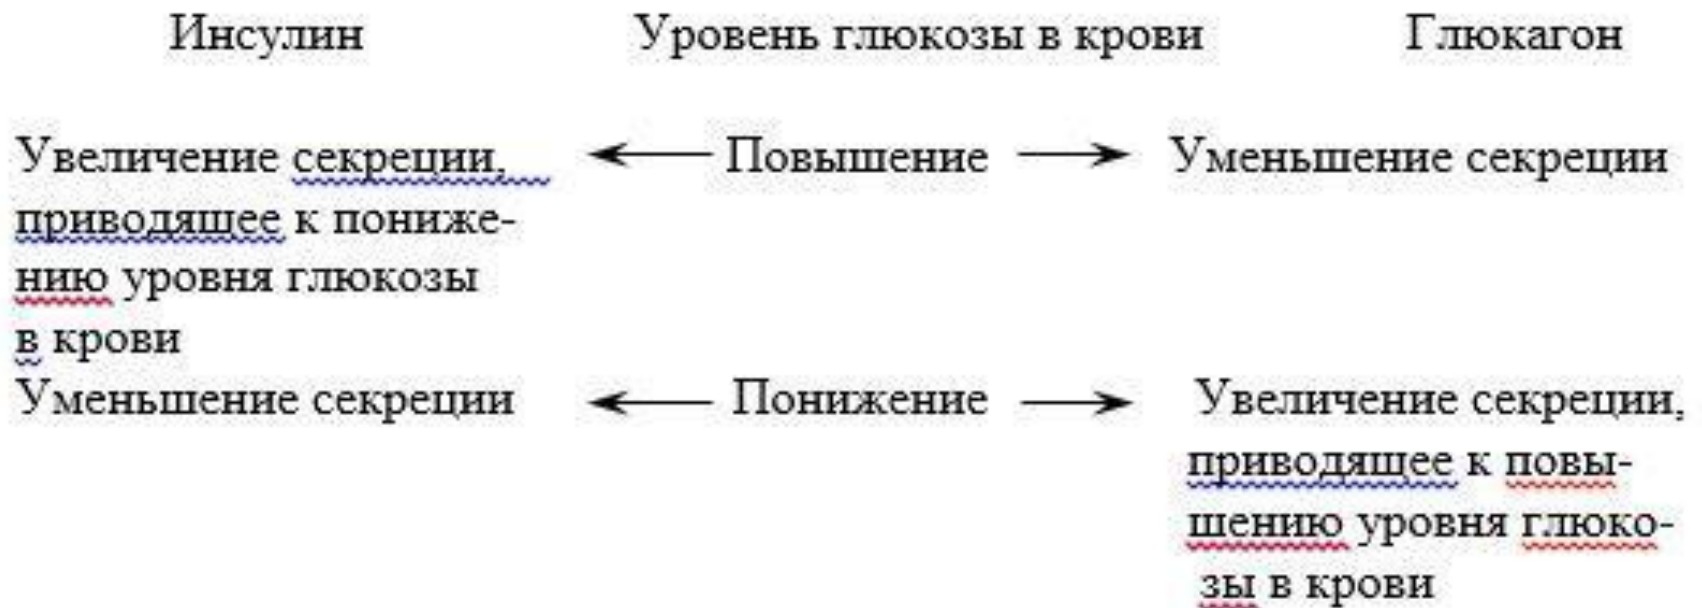 Инсулин Уровень глюкозы в крови Глюкагон
Увеличение секреции, Повышение Уменьшение секреции
приводящее к пониже-
нию уровня глюкозы
в крови
Уменьшение секреции Понижение Увеличение секреции,
приводящее к повы-
шению уровня глюко-
зы в крови